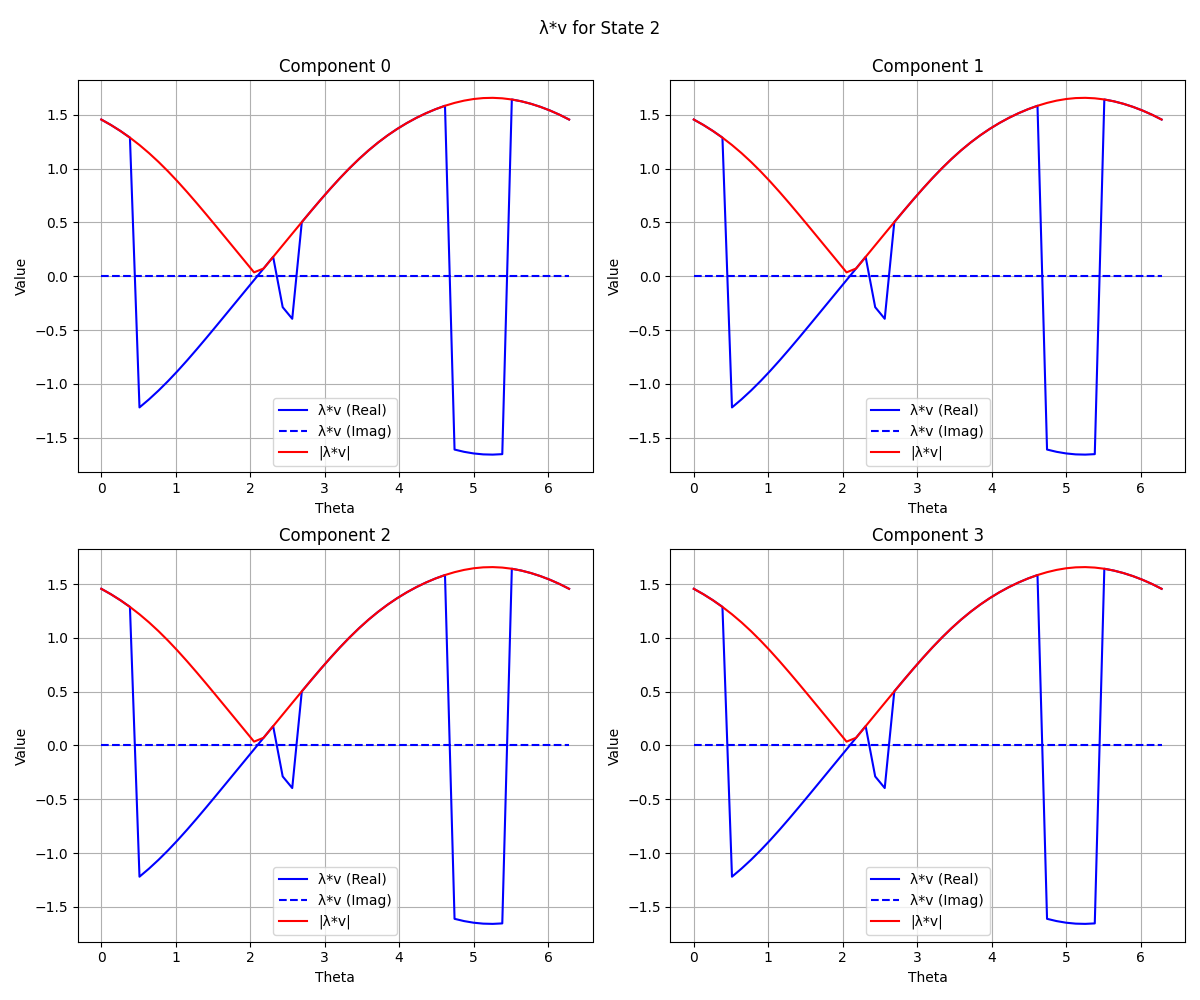 λ*v for State 2
Component 0
1.5
1.0
0.5
0.0
−0.5
−1.0
−1.5
Value
λ*v (Real)
λ*v (Imag)
|λ*v|
0 1 2 3 4 5 6
Theta
Component 1
1.5
1.0
0.5
0.0
−0.5
−1.0
−1.5
Value
λ*v (Real)
λ*v (Imag)
|λ*v|
0 1 2 3 4 5 6
Theta
Component 2
1.5
1.0
0.5
0.0
−0.5
−1.0
−1.5
Value
λ*v (Real)
λ*v (Imag)
|λ*v|
0 1 2 3 4 5 6
Theta
Component 3
1.5
1.0
0.5
0.0
−0.5
−1.0
−1.5
Value
λ*v (Real)
λ*v (Imag)
|λ*v|
0 1 2 3 4 5 6
Theta